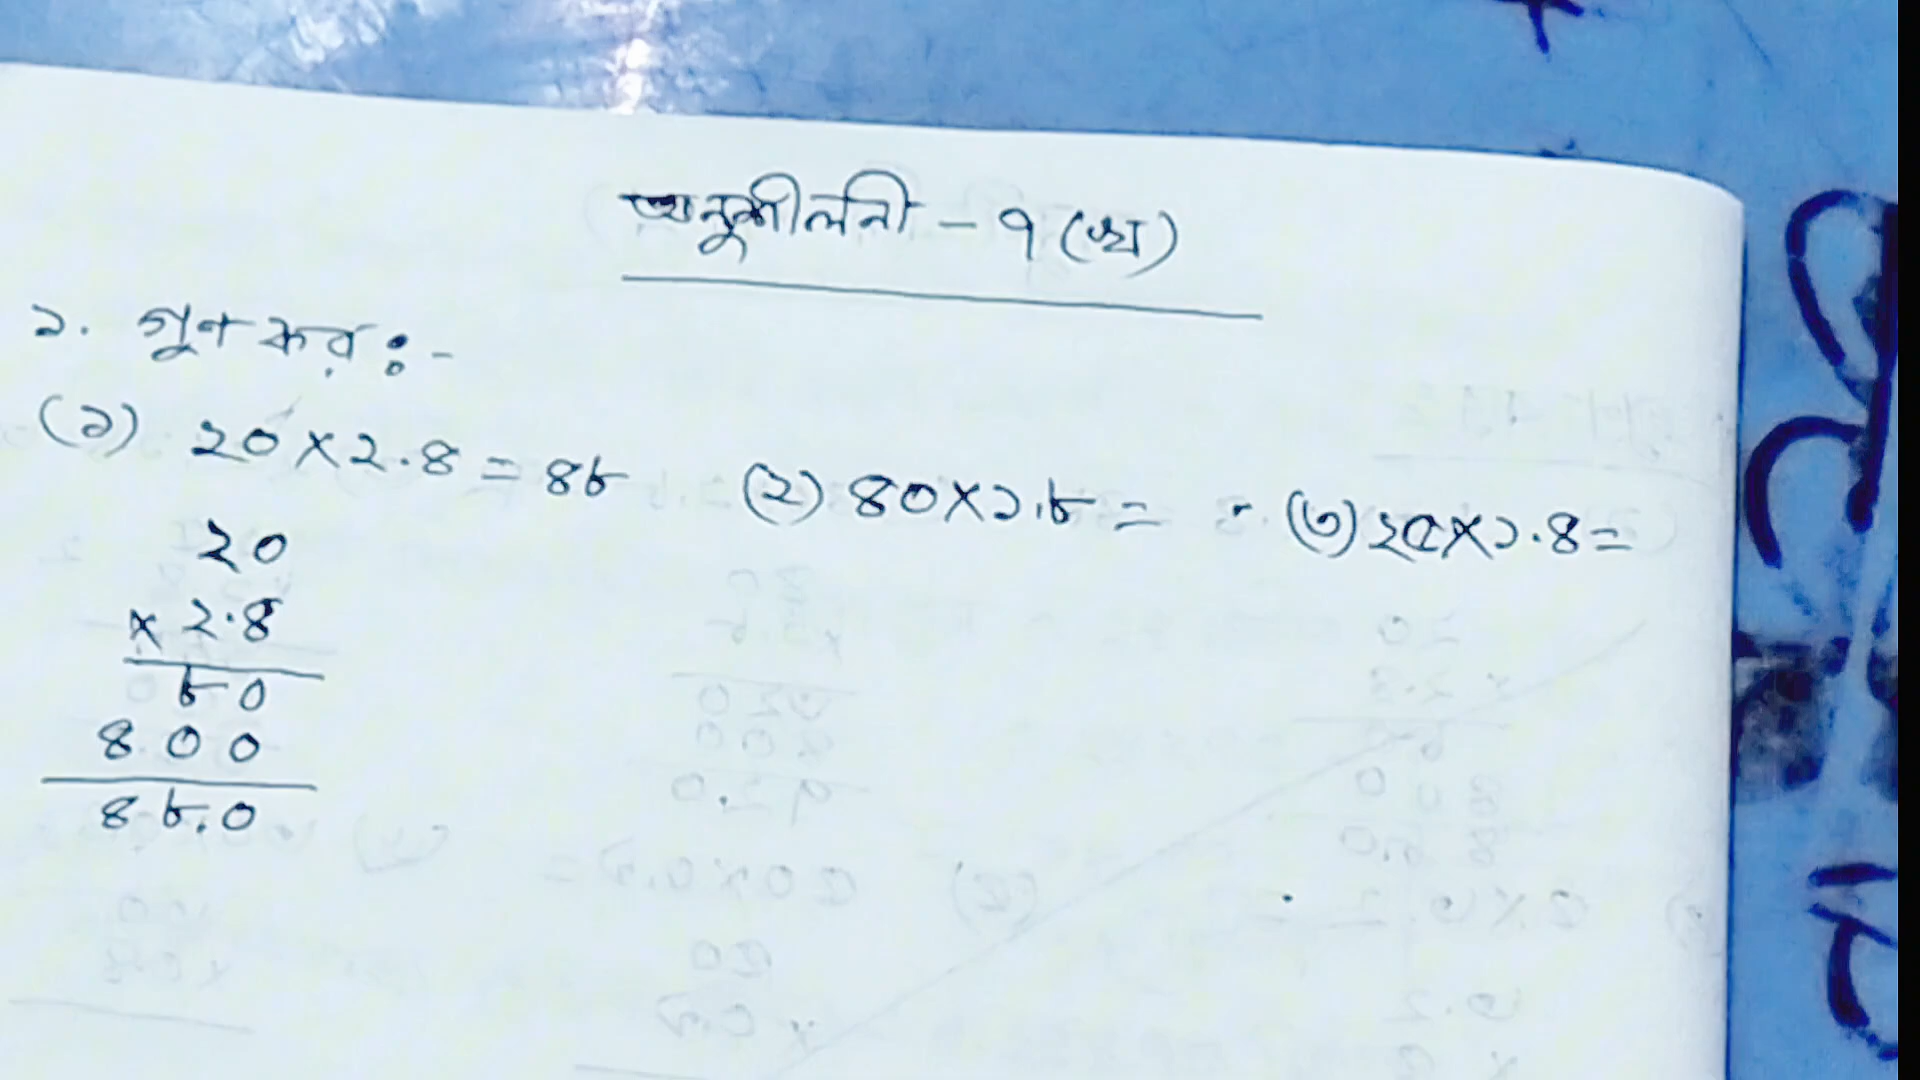 অনুশীলনী - ৭ (খ)
১. গুণ কর :-
(১) ২০×২.৪ = ৪৮ (২) ৪০×১.৮ = (৩) ২৫×১.৪ =
২০
× ২.৪
৮০
৪০০
৪৮.০